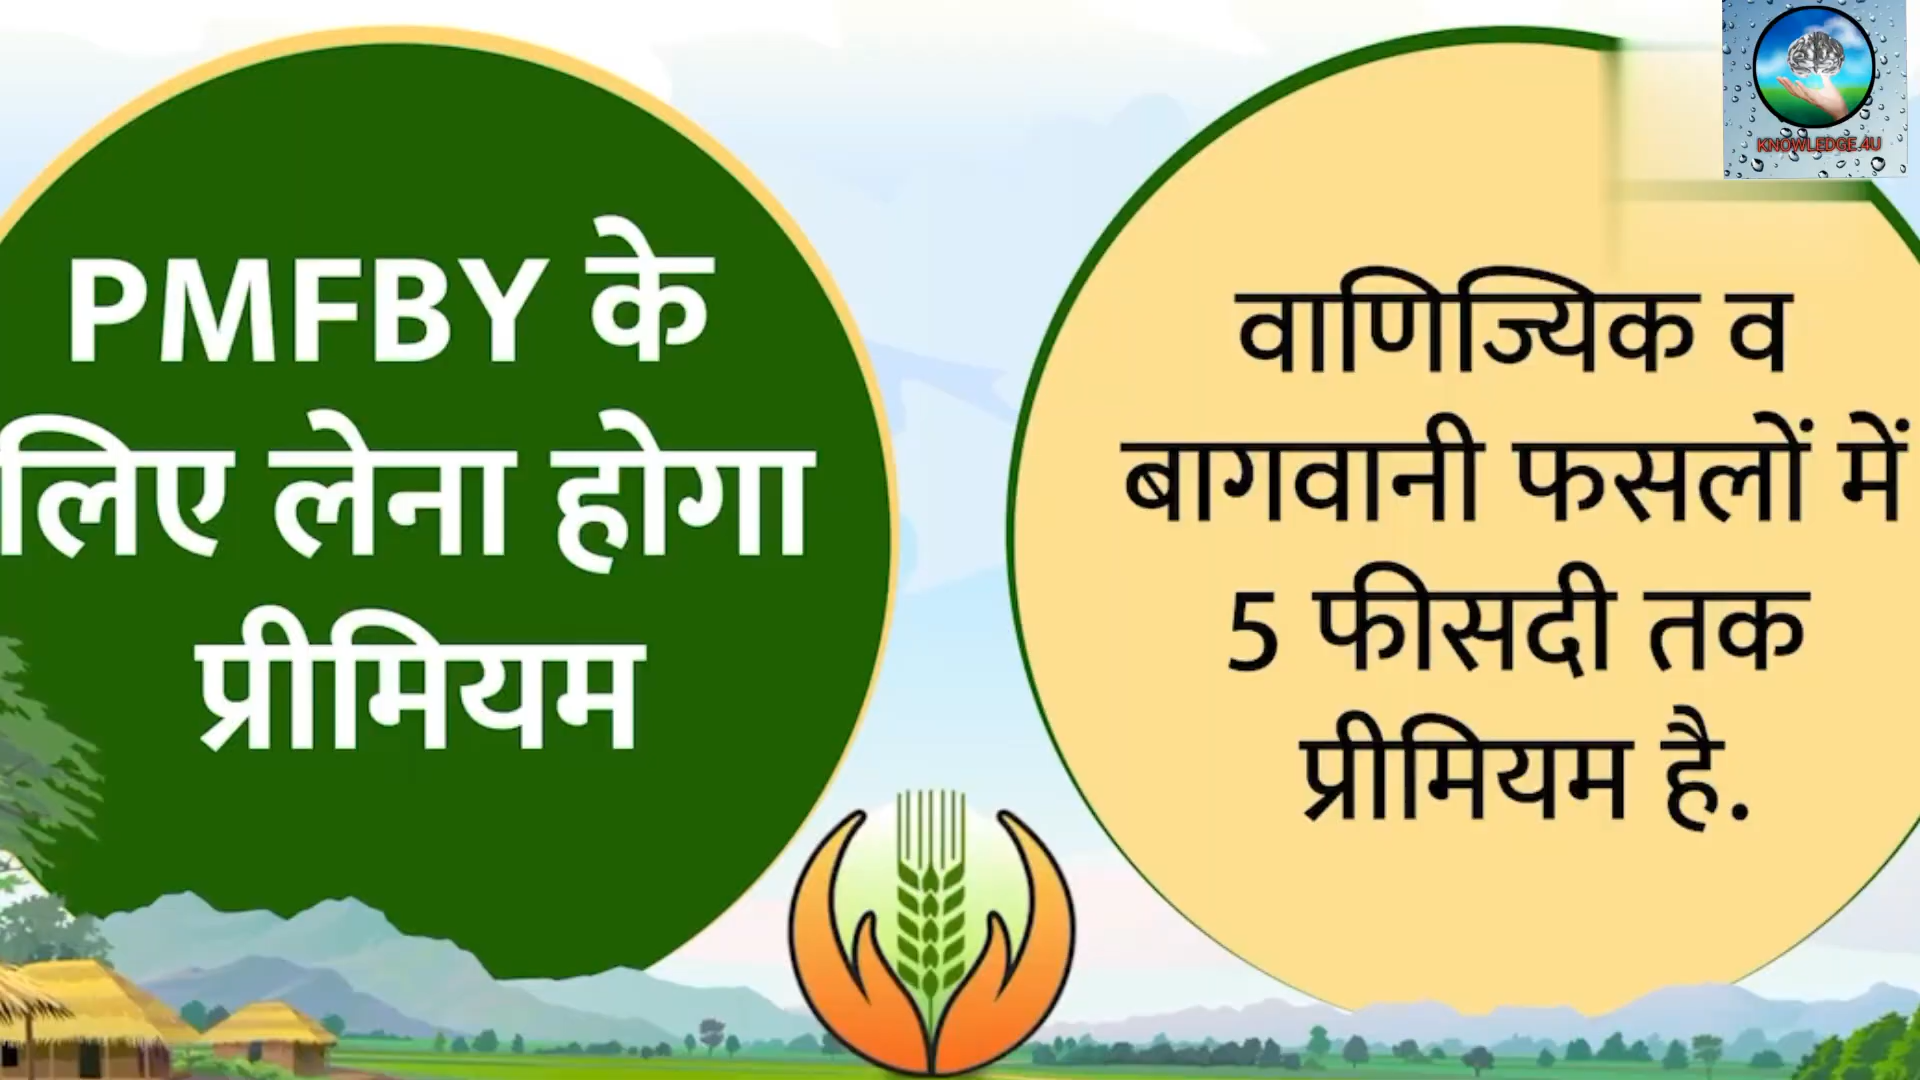 PMFBY के
लिए लेना होगा
प्रीमियम
वाणिज्यिक व
बागवानी फसलों में
5 फीसदी तक
प्रीमियम है.
KNOWLEDGE.4U